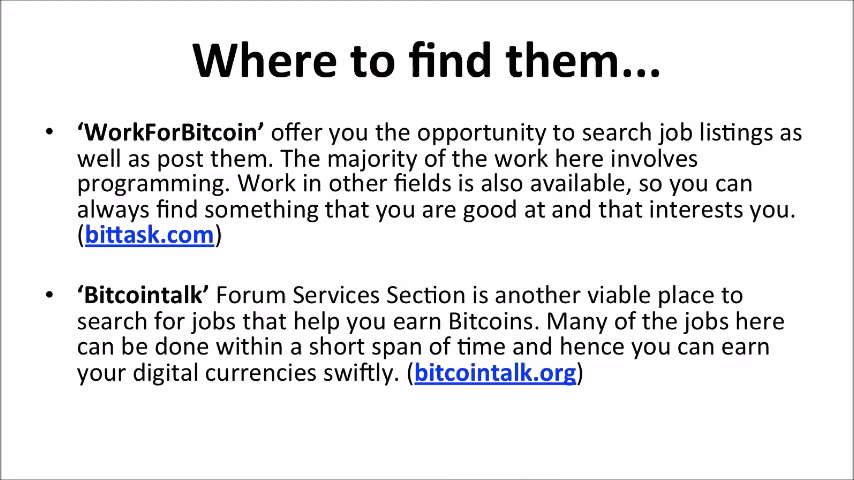 Where to find them...
• ‘WorkForBitcoin’ offer you the opportunity to search job listings as
well as post them. The majority of the work here involves
programming. Work in other fields is also available, so you can
always find something that you are good at and that interests you.
(bittask.com)
• ‘Bitcointalk’ Forum Services Section is another viable place to
search for jobs that help you earn Bitcoins. Many of the jobs here
can be done within a short span of time and hence you can earn
your digital currencies swiftly. (bitcointalk.org)